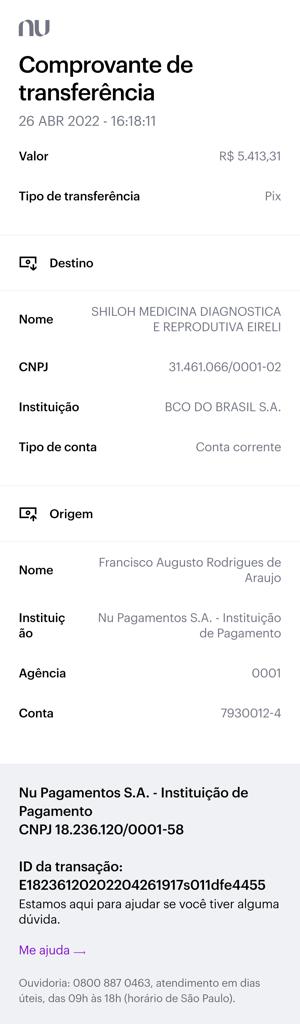 nu
Comprovante de
transferência
26 ABR 2022 - 16:18:11
Valor R$ 5.413,31
Tipo de transferência Pix
Destino
Nome SHILOH MEDICINA DIAGNOSTICA
E REPRODUTIVA EIRELI
CNPJ 31.461.066/0001-02
Instituição BCO DO BRASIL S.A.
Tipo de conta Conta corrente
Origem
Nome Francisco Augusto Rodrigues de
Araujo
Instituiç Nu Pagamentos S.A. - Instituição
ão de Pagamento
Agência 0001
Conta 7930012-4
Nu Pagamentos S.A. - Instituição de
Pagamento
CNPJ 18.236.120/0001-58
ID da transação:
E18236120202204261917s011dfe4455
Estamos aqui para ajudar se você tiver alguma
dúvida.
Me ajuda →
Ouvidoria: 0800 887 0463, atendimento em dias
úteis, das 09h às 18h (horário de São Paulo).